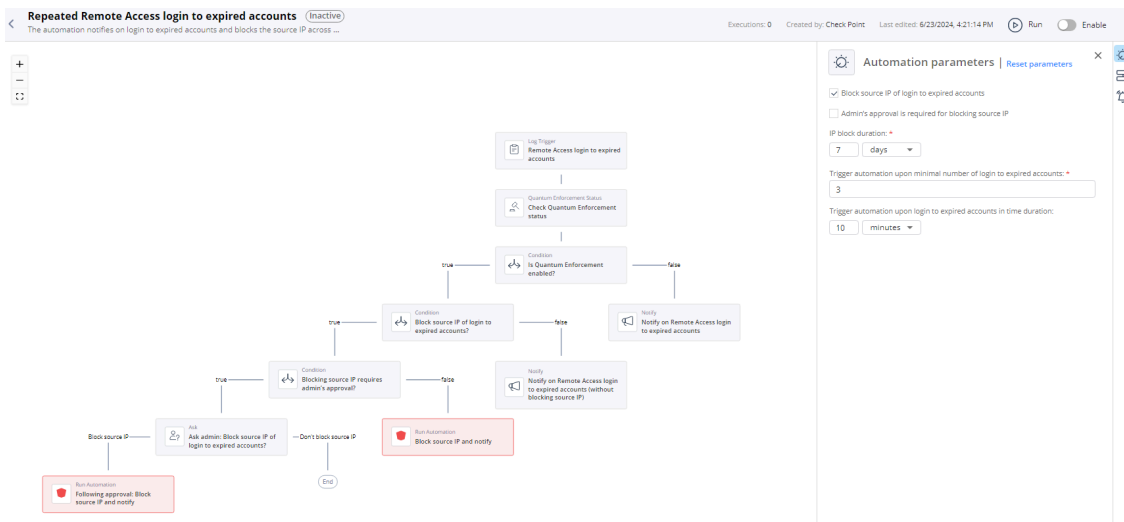 Repeated Remote Access login to expired accounts Inactive
The automation notifies on login to expired accounts and blocks the source IP across ...
Executions: 0 Created by: Check Point Last edited: 6/23/2024, 4:21:14 PM Run Enable
Automation parameters | Reset parameters
Block source IP of login to expired accounts
Admin's approval is required for blocking source IP
IP block duration: *
7 days
Trigger automation upon minimal number of login to expired accounts: *
3
Trigger automation upon login to expired accounts in time duration:
10 minutes
Log Trigger
Remote Access login to expired
accounts
Quantum Enforcement Status
Check Quantum Enforcement
status
Condition
Is Quantum Enforcement
enabled?
true
false
Condition
Block source IP of login to
expired accounts?
Notify
Notify on Remote Access login
to expired accounts
true
false
Condition
Blocking source IP requires
admin's approval?
Notify
Notify on Remote Access login
to expired accounts (without
blocking source IP)
true
false
Ask
Ask admin: Block source IP of
login to expired accounts?
Run Automation
Block source IP and notify
Block source IP
Don't block source IP
End
Run Automation
Following approval: Block
source IP and notify